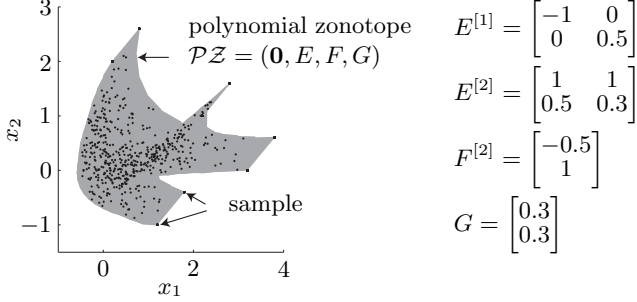 3
2
1
0
−1
x₂
0 2 4
x₁
polynomial zonotope
𝒫𝒵 = (𝟎, E, F, G)
sample
E^{[1]} = [−1 0
0 0.5]
E^{[2]} = [1 1
0.5 0.3]
F^{[2]} = [−0.5
1]
G = [0.3
0.3]